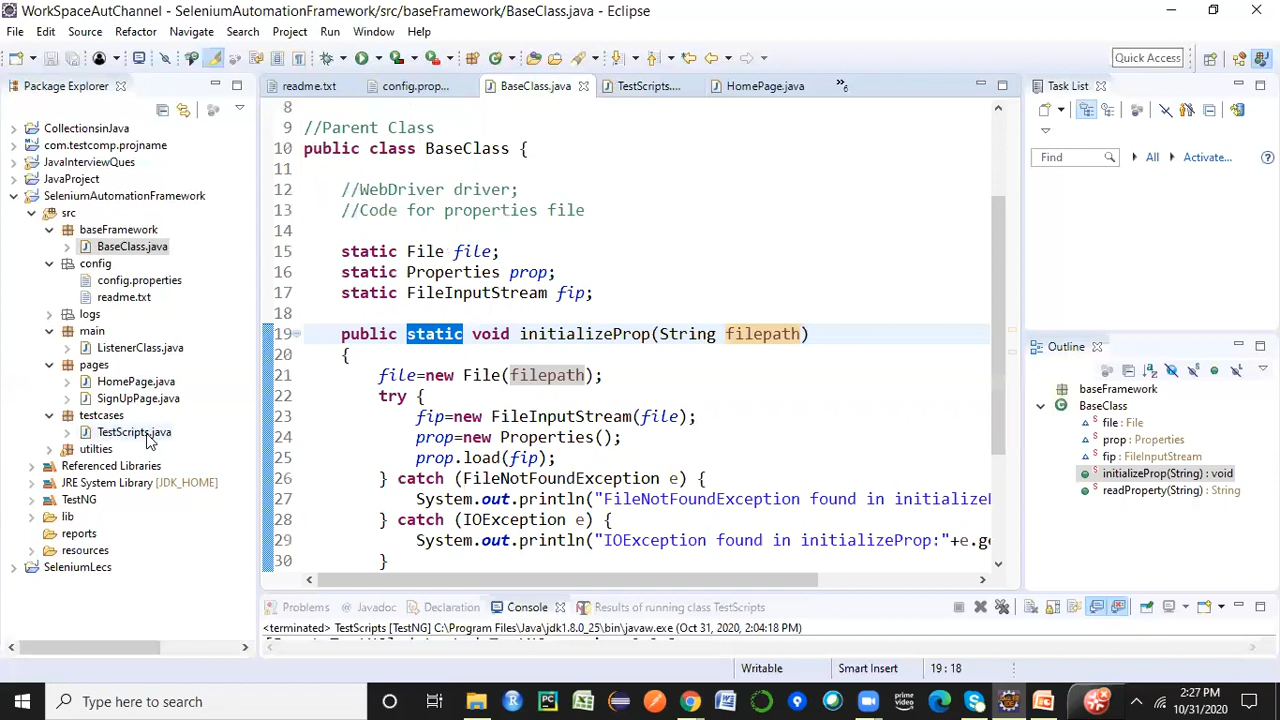 WorkSpaceAutChannel - SeleniumAutomationFramework/src/baseFramework/BaseClass.java - Eclipse
File Edit Source Refactor Navigate Search Project Run Window Help
Quick Access
Package Explorer
CollectionsinJava
com.testcomp.projname
JavaInterviewQues
JavaProject
SeleniumAutomationFramework
src
baseFramework
BaseClass.java
config
config.properties
readme.txt
logs
main
ListenerClass.java
pages
HomePage.java
SignUpPage.java
testcases
TestScripts.java
utilties
Referenced Libraries
JRE System Library [JDK_HOME]
TestNG
lib
reports
resources
SeleniumLecs
readme.txt config.prop... BaseClass.java TestScripts.... HomePage.java »6
8
9 //Parent Class
10 public class BaseClass {
11
12 //WebDriver driver;
13 //Code for properties file
14
15 static File file;
16 static Properties prop;
17 static FileInputStream fip;
18
19 public static void initializeProp(String filepath)
20 {
21 file=new File(filepath);
22 try {
23 fip=new FileInputStream(file);
24 prop=new Properties();
25 prop.load(fip);
26 } catch (FileNotFoundException e) {
27 System.out.println("FileNotFoundException found in initialize
28 } catch (IOException e) {
29 System.out.println("IOException found in initializeProp:"+e.ge
30 }
Task List
Find All Activate...
Outline
baseFramework
BaseClass
file : File
prop : Properties
fip : FileInputStream
initializeProp(String) : void
readProperty(String) : String
Problems Javadoc Declaration Console Results of running class TestScripts
<terminated> TestScripts [TestNG] C:\Program Files\Java\jdk1.8.0_25\bin\javaw.exe (Oct 31, 2020, 2:04:18 PM)
Writable Smart Insert 19 : 18
Type here to search
prime video
2:27 PM
10/31/2020